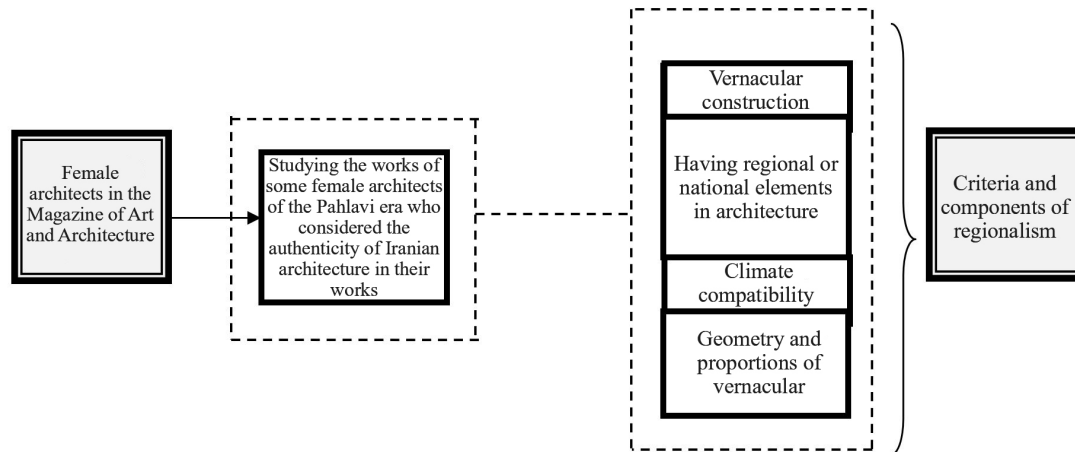 Female
architects in the
Magazine of Art
and Architecture
Studying the works of
some female architects
of the Pahlavi era who
considered the
authenticity of Iranian
architecture in their
works
Vernacular
construction
Having regional or
national elements
in architecture
Climate
compatibility
Geometry and
proportions of
vernacular
Criteria and
components of
regionalism